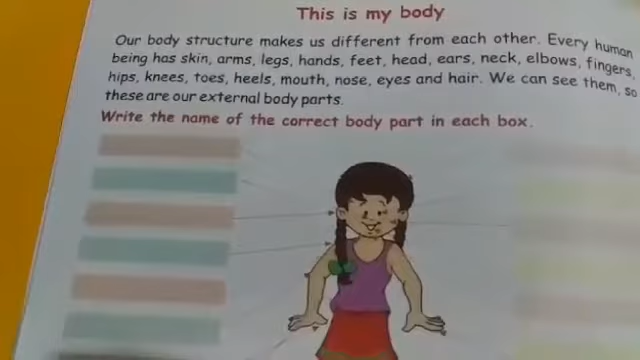 This is my body
Our body structure makes us different from each other. Every human
being has skin, arms, legs, hands, feet, head, ears, neck, elbows, fingers,
hips, knees, toes, heels, mouth, nose, eyes and hair. We can see them, so
these are our external body parts.
Write the name of the correct body part in each box.